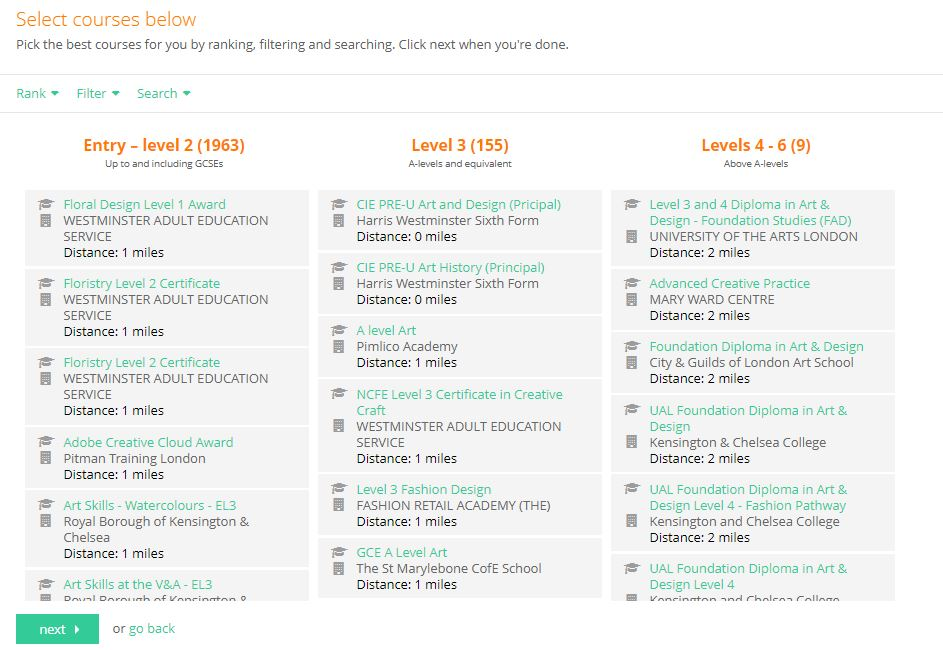 Select courses below
Pick the best courses for you by ranking, filtering and searching. Click next when you're done.
Rank Filter Search
Entry – level 2 (1963)
Up to and including GCSEs
Floral Design Level 1 Award
WESTMINSTER ADULT EDUCATION
SERVICE
Distance: 1 miles
Floristry Level 2 Certificate
WESTMINSTER ADULT EDUCATION
SERVICE
Distance: 1 miles
Floristry Level 2 Certificate
WESTMINSTER ADULT EDUCATION
SERVICE
Distance: 1 miles
Adobe Creative Cloud Award
Pitman Training London
Distance: 1 miles
Art Skills - Watercolours - EL3
Royal Borough of Kensington &
Chelsea
Distance: 1 miles
Art Skills at the V&A - EL3
Royal Borough of Kensington &
Level 3 (155)
A-levels and equivalent
CIE PRE-U Art and Design (Pricipal)
Harris Westminster Sixth Form
Distance: 0 miles
CIE PRE-U Art History (Principal)
Harris Westminster Sixth Form
Distance: 0 miles
A level Art
Pimlico Academy
Distance: 1 miles
NCFE Level 3 Certificate in Creative
Craft
WESTMINSTER ADULT EDUCATION
SERVICE
Distance: 1 miles
Level 3 Fashion Design
FASHION RETAIL ACADEMY (THE)
Distance: 1 miles
GCE A Level Art
The St Marylebone CofE School
Distance: 1 miles
Levels 4 - 6 (9)
Above A-levels
Level 3 and 4 Diploma in Art &
Design - Foundation Studies (FAD)
UNIVERSITY OF THE ARTS LONDON
Distance: 2 miles
Advanced Creative Practice
MARY WARD CENTRE
Distance: 2 miles
Foundation Diploma in Art & Design
City & Guilds of London Art School
Distance: 2 miles
UAL Foundation Diploma in Art &
Design
Kensington & Chelsea College
Distance: 2 miles
UAL Foundation Diploma in Art &
Design Level 4 - Fashion Pathway
Kensington and Chelsea College
Distance: 2 miles
UAL Foundation Diploma in Art &
Design Level 4
Kensington and Chelsea College
next or go back